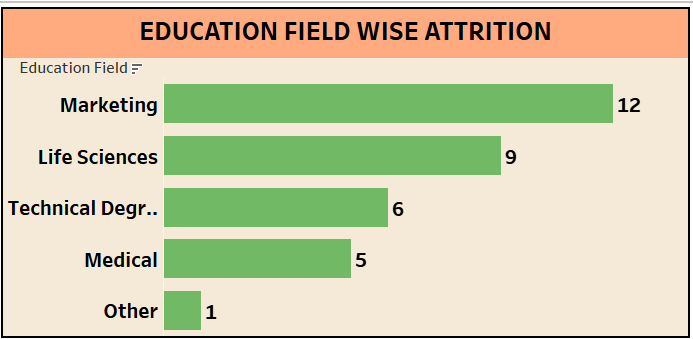 EDUCATION FIELD WISE ATTRITION
Education Field
Marketing 12
Life Sciences 9
Technical Degr.. 6
Medical 5
Other 1